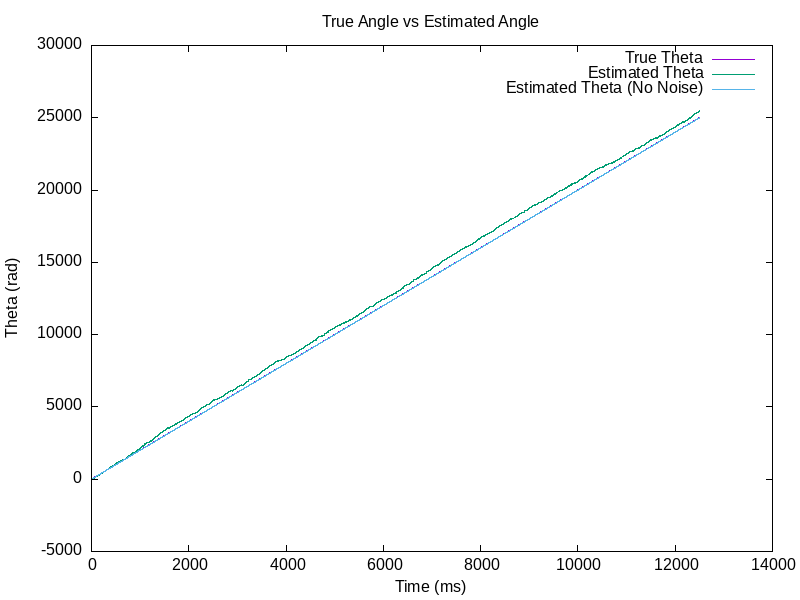 True Angle vs Estimated Angle
30000
True Theta
Estimated Theta
Estimated Theta (No Noise)
25000
20000
15000
Theta (rad)
10000
5000
0
-5000
0 2000 4000 6000 8000 10000 12000 14000
Time (ms)